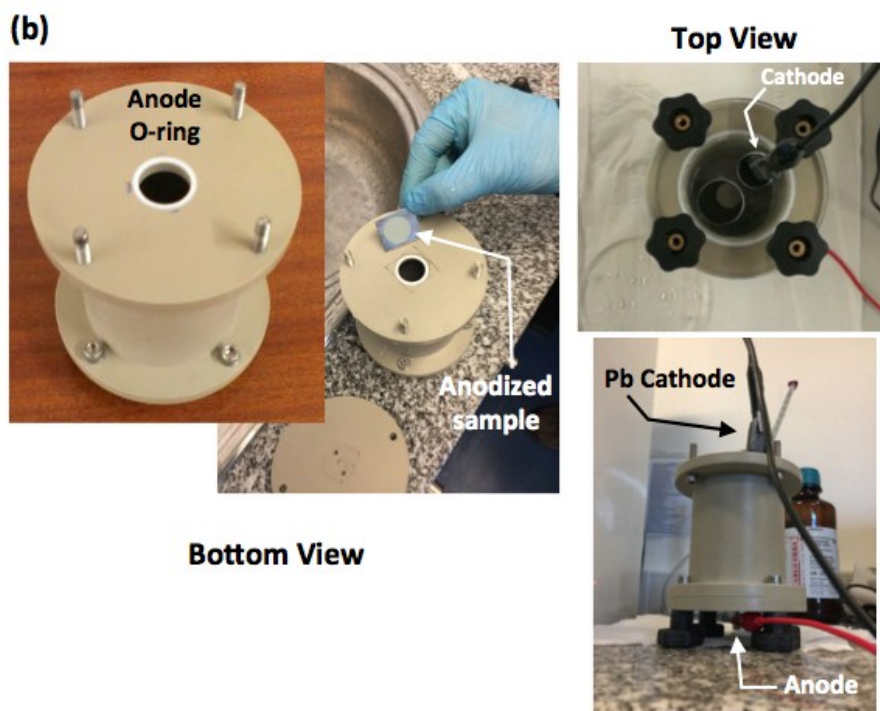 (b)
Anode
O-ring
Anodized
sample
Bottom View
Top View
Cathode
Pb Cathode
Anode